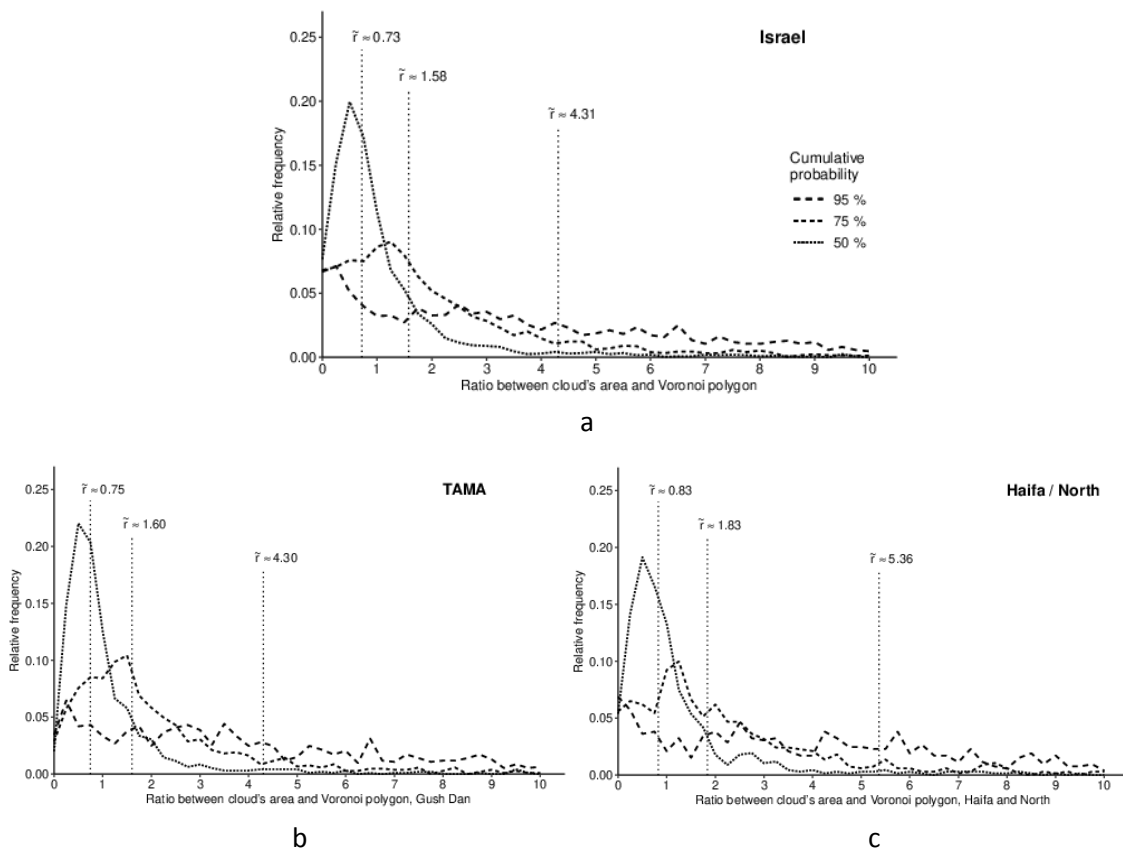 Israel
r̃ ≈ 0.73
r̃ ≈ 1.58
r̃ ≈ 4.31
Relative frequency
0.25
0.20
0.15
0.10
0.05
0.00
Cumulative
probability
95 %
75 %
50 %
0 1 2 3 4 5 6 7 8 9 10
Ratio between cloud's area and Voronoi polygon
a
TAMA
r̃ ≈ 0.75
r̃ ≈ 1.60
r̃ ≈ 4.30
Relative frequency
0.25
0.20
0.15
0.10
0.05
0.00
0 1 2 3 4 5 6 7 8 9 10
Ratio between cloud's area and Voronoi polygon, Gush Dan
b
Haifa / North
r̃ ≈ 0.83
r̃ ≈ 1.83
r̃ ≈ 5.36
Relative frequency
0.25
0.20
0.15
0.10
0.05
0.00
0 1 2 3 4 5 6 7 8 9 10
Ratio between cloud's area and Voronoi polygon, Haifa and North
c